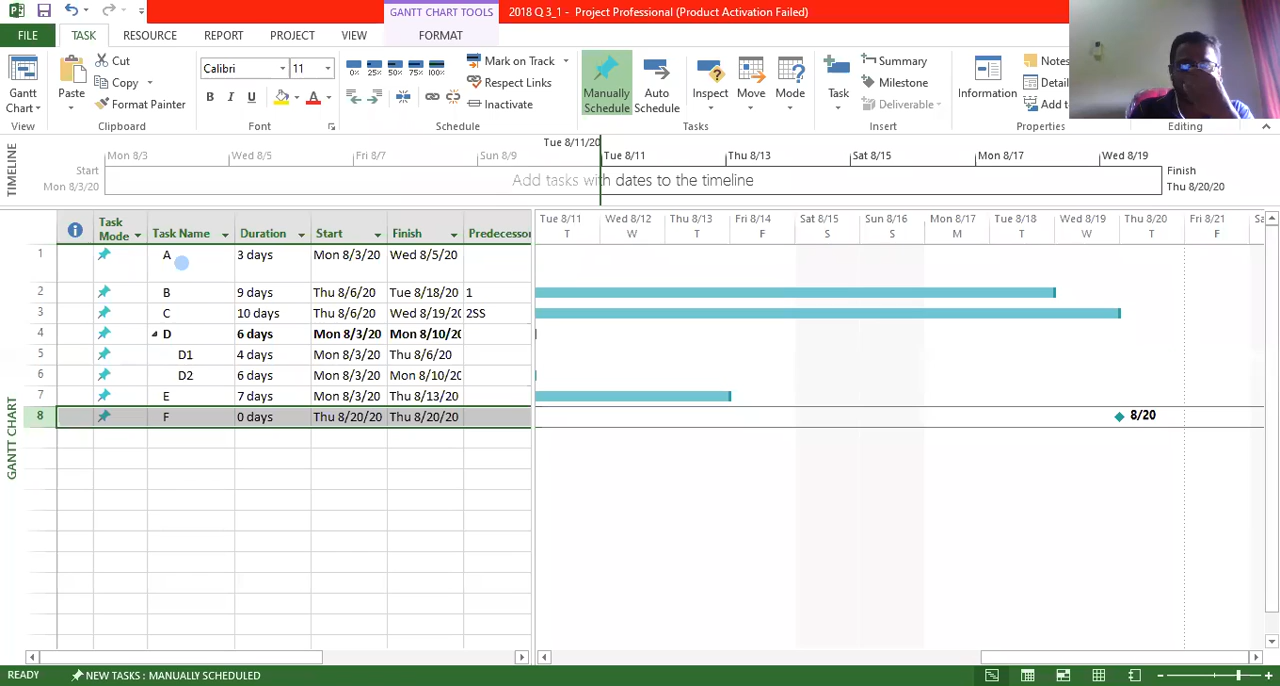 GANTT CHART TOOLS
2018 Q 3_1 - Project Professional (Product Activation Failed)
FILE TASK RESOURCE REPORT PROJECT VIEW FORMAT
Gantt Chart
View
Paste
Cut
Copy
Format Painter
Clipboard
Calibri 11
B I U A
Font
0% 25% 50% 75% 100%
Mark on Track
Respect Links
Inactivate
Schedule
Manually Schedule
Auto Schedule
Inspect
Move
Mode
Tasks
Task
Summary
Milestone
Deliverable
Insert
Information
Notes
Detail
Add to
Properties
Editing
TIMELINE
Tue 8/11/20
Mon 8/3 Wed 8/5 Fri 8/7 Sun 8/9 Tue 8/11 Thu 8/13 Sat 8/15 Mon 8/17 Wed 8/19
Start
Mon 8/3/20
Add tasks with dates to the timeline
Finish
Thu 8/20/20
GANTT CHART
Task Mode Task Name Duration Start Finish Predecessor
1 A 3 days Mon 8/3/20 Wed 8/5/20
2 B 9 days Thu 8/6/20 Tue 8/18/20 1
3 C 10 days Thu 8/6/20 Wed 8/19/20 2SS
4 D 6 days Mon 8/3/20 Mon 8/10/20
5 D1 4 days Mon 8/3/20 Thu 8/6/20
6 D2 6 days Mon 8/3/20 Mon 8/10/20
7 E 7 days Mon 8/3/20 Thu 8/13/20
8 F 0 days Thu 8/20/20 Thu 8/20/20
Tue 8/11 Wed 8/12 Thu 8/13 Fri 8/14 Sat 8/15 Sun 8/16 Mon 8/17 Tue 8/18 Wed 8/19 Thu 8/20 Fri 8/21 Sa
T W T F S S M T W T F
8/20
READY NEW TASKS : MANUALLY SCHEDULED